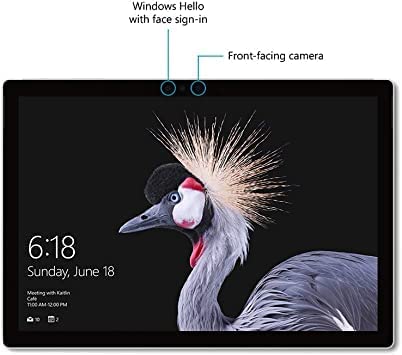 Windows Hello
with face sign-in
Front-facing camera
6:18
Sunday, June 18
Meeting with Kaitlin
Café
11:00 AM-12:00 PM
10
2